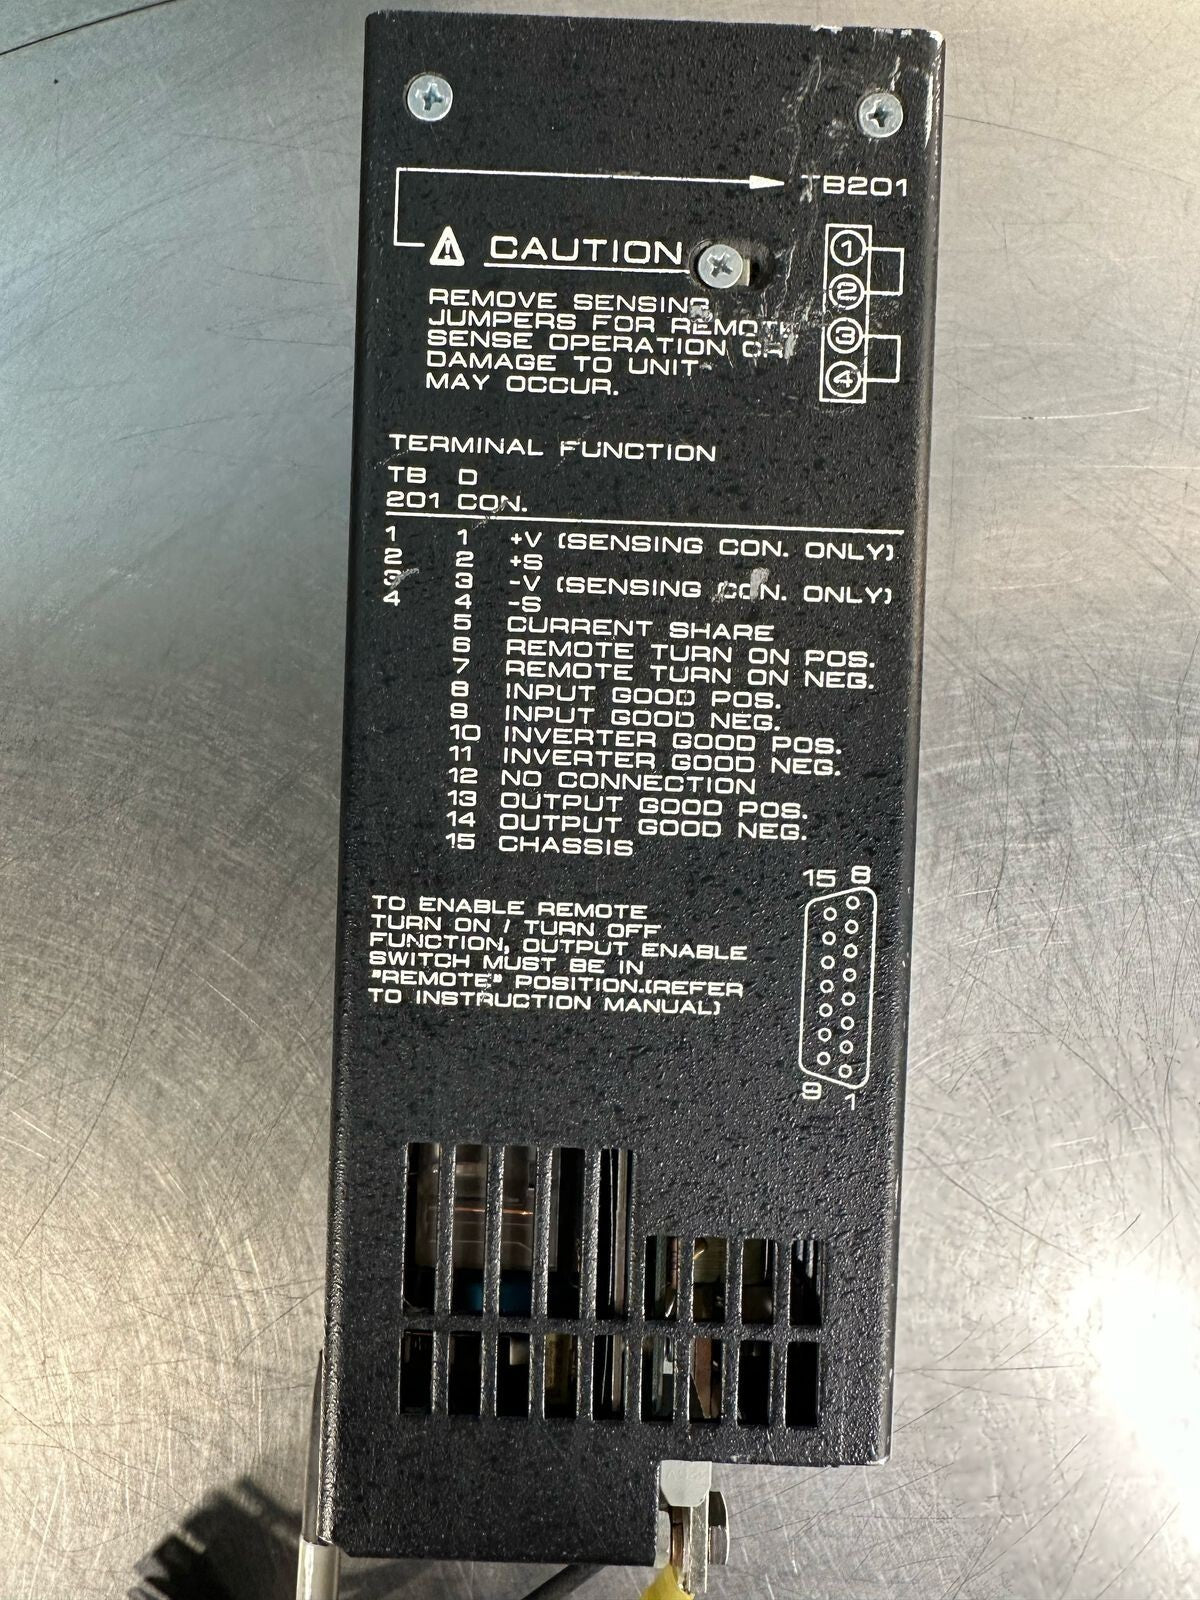 TB201
CAUTION
REMOVE SENSING
JUMPERS FOR REMOTE
SENSE OPERATION OR
DAMAGE TO UNIT
MAY OCCUR.
1
2
3
4
TERMINAL FUNCTION
TB D
201 CON.
1 1 +V (SENSING CON. ONLY)
2 2 +S
3 3 -V (SENSING CON. ONLY)
4 4 -S
5 CURRENT SHARE
6 REMOTE TURN ON POS.
7 REMOTE TURN ON NEG.
8 INPUT GOOD POS.
9 INPUT GOOD NEG.
10 INVERTER GOOD POS.
11 INVERTER GOOD NEG.
12 NO CONNECTION
13 OUTPUT GOOD POS.
14 OUTPUT GOOD NEG.
15 CHASSIS
15 8
TO ENABLE REMOTE
TURN ON / TURN OFF
FUNCTION, OUTPUT ENABLE
SWITCH MUST BE IN
"REMOTE" POSITION.(REFER
TO INSTRUCTION MANUAL)
9 1